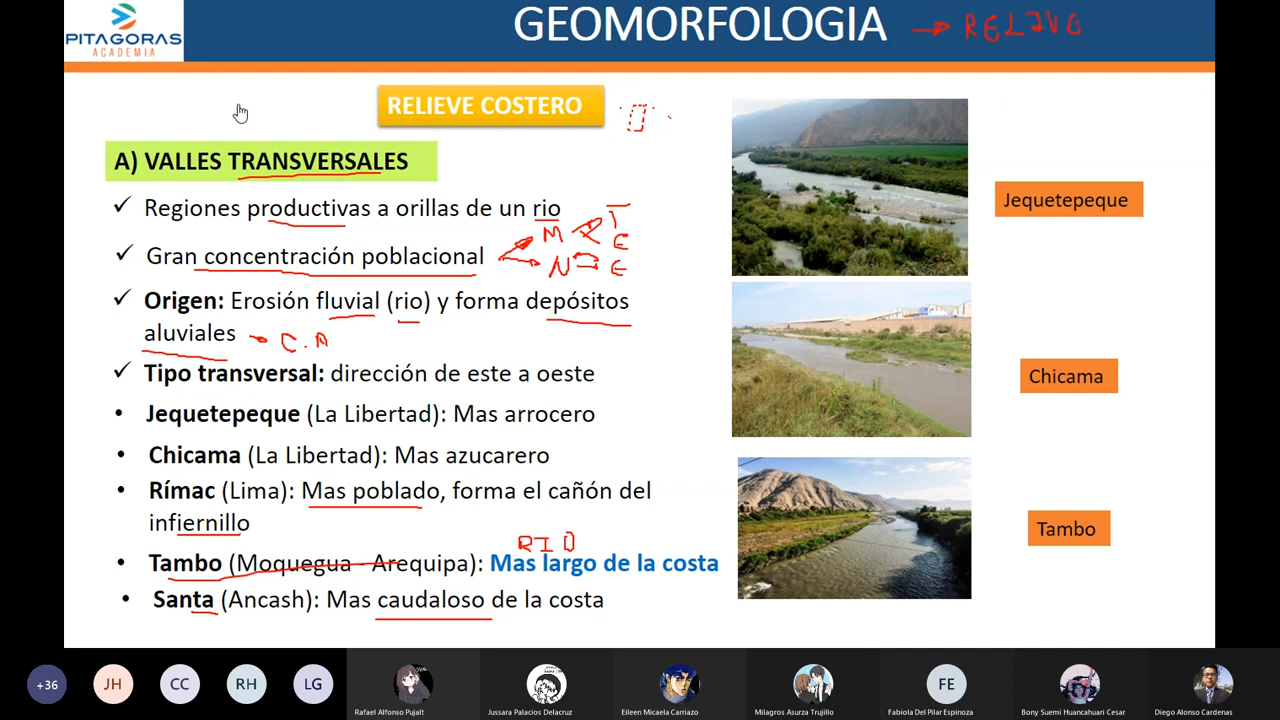 PITAGORAS
ACADEMIA
GEOMORFOLOGIA
RELIVE
RELIEVE COSTERO
A) VALLES TRANSVERSALES
✓ Regiones productivas a orillas de un rio
✓ Gran concentración poblacional
M
T
E
N
E
✓ Origen: Erosión fluvial (rio) y forma depósitos
aluviales
C.A
✓ Tipo transversal: dirección de este a oeste
• Jequetepeque (La Libertad): Mas arrocero
• Chicama (La Libertad): Mas azucarero
• Rímac (Lima): Mas poblado, forma el cañón del
infiernillo
RIO
• Tambo (Moquegua - Arequipa): Mas largo de la costa
• Santa (Ancash): Mas caudaloso de la costa
Jequetepeque
Chicama
Tambo
+36
JH
CC
RH
LG
FE
Rafael Alfonso Pujalt
Jussara Palacios Delacruz
Eileen Micaela Carriazo
Milagros Asurza Trujillo
Fabiola Del Pilar Espinoza
Bony Suemi Huancahuari Cesar
Diego Alonso Cardenas